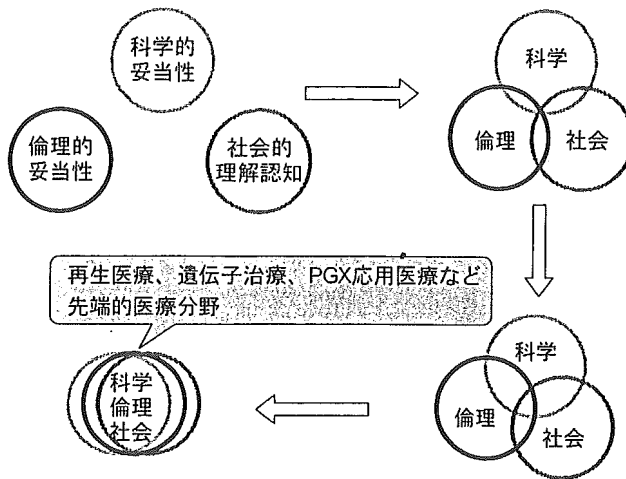 科学的
妥当性
倫理的
妥当性
社会的
理解認知
科学
倫理
社会
再生医療、遺伝子治療、PGX応用医療など
先端的医療分野
科学
倫理
社会
科学
倫理
社会